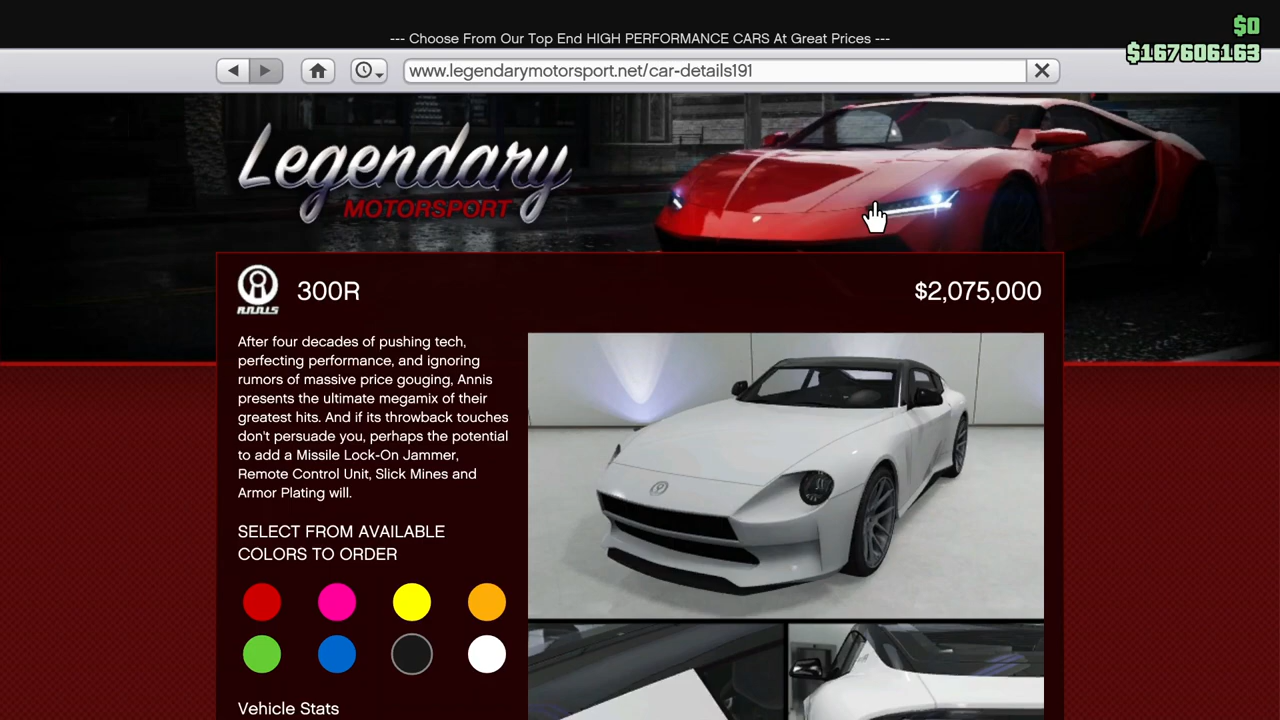 --- Choose From Our Top End HIGH PERFORMANCE CARS At Great Prices ---
$0
$167606163
www.legendarymotorsport.net/car-details191
Legendary
MOTORSPORT
ANNIS
300R
$2,075,000
After four decades of pushing tech,
perfecting performance, and ignoring
rumors of massive price gouging, Annis
presents the ultimate megamix of their
greatest hits. And if its throwback touches
don't persuade you, perhaps the potential
to add a Missile Lock-On Jammer,
Remote Control Unit, Slick Mines and
Armor Plating will.
SELECT FROM AVAILABLE
COLORS TO ORDER
Vehicle Stats